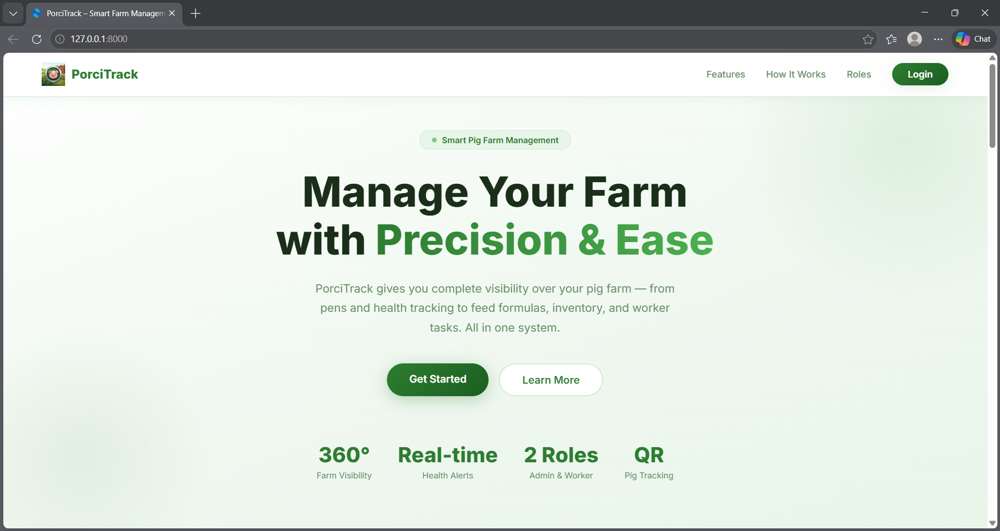 PorciTrack – Smart Farm Managem
127.0.0.1:8000
Chat
PorciTrack
Features
How It Works
Roles
Login
Smart Pig Farm Management
Manage Your Farm
with Precision & Ease
PorciTrack gives you complete visibility over your pig farm — from
pens and health tracking to feed formulas, inventory, and worker
tasks. All in one system.
Get Started
Learn More
360°
Farm Visibility
Real-time
Health Alerts
2 Roles
Admin & Worker
QR
Pig Tracking